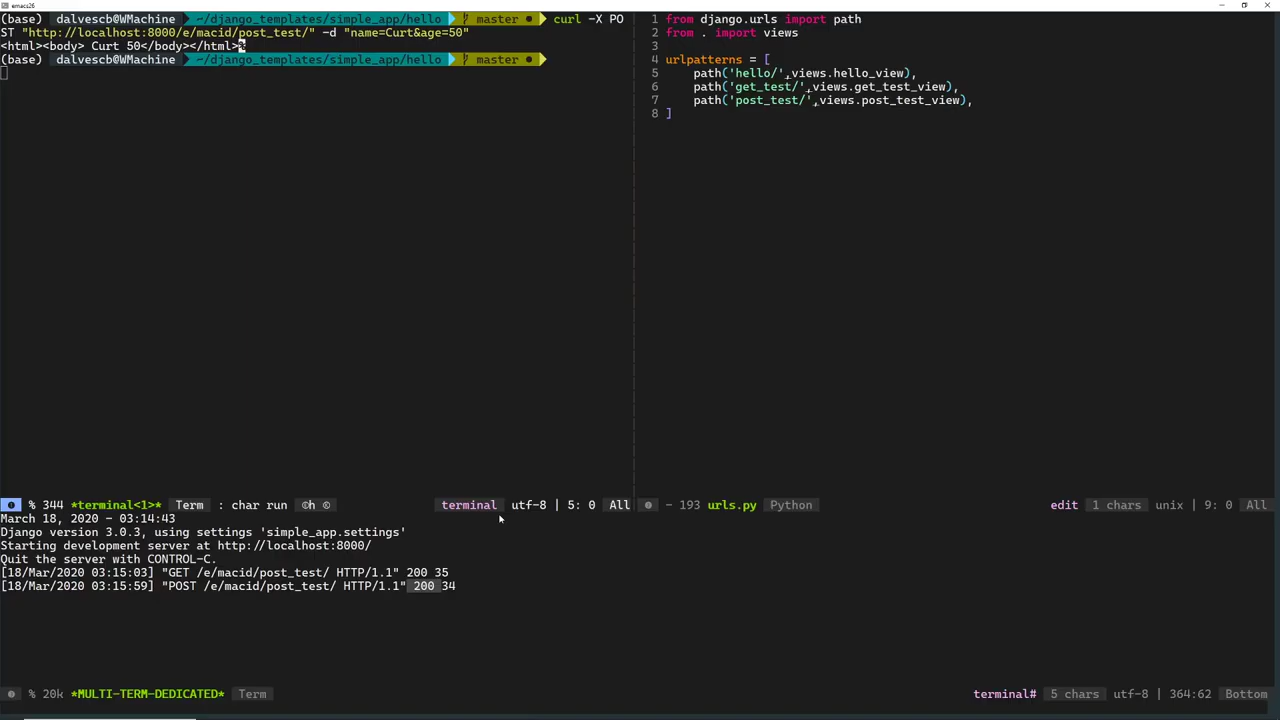 emacs26
(base) dalvescb@WMachine ~/django_templates/simple_app/hello master ● curl -X PO
ST "http://localhost:8000/e/macid/post_test/" -d "name=Curt&age=50"
<html><body> Curt 50</body></html>%
(base) dalvescb@WMachine ~/django_templates/simple_app/hello master ●
1 from django.urls import path
2 from . import views
3
4 urlpatterns = [
5     path('hello/',views.hello_view),
6     path('get_test/',views.get_test_view),
7     path('post_test/',views.post_test_view),
8 ]
% 344 *terminal<1>* Term : char run ©h © terminal utf-8 | 5: 0 All
- 193 urls.py Python edit 1 chars unix | 9: 0 All
March 18, 2020 - 03:14:43
Django version 3.0.3, using settings 'simple_app.settings'
Starting development server at http://localhost:8000/
Quit the server with CONTROL-C.
[18/Mar/2020 03:15:03] "GET /e/macid/post_test/ HTTP/1.1" 200 35
[18/Mar/2020 03:15:59] "POST /e/macid/post_test/ HTTP/1.1" 200 34
% 20k *MULTI-TERM-DEDICATED* Term terminal# 5 chars utf-8 | 364:62 Bottom